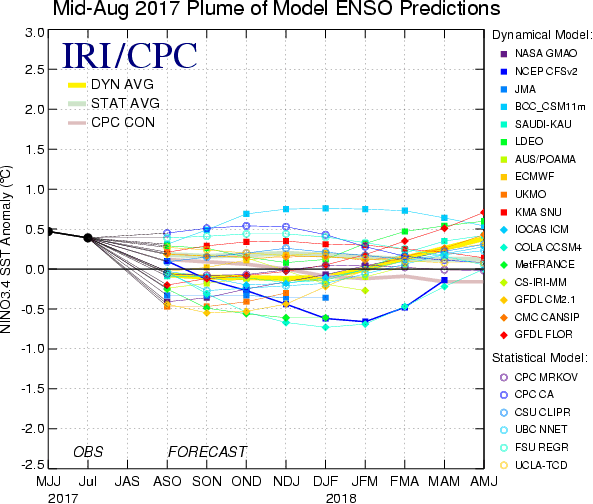 Mid-Aug 2017 Plume of Model ENSO Predictions
3.0
2.5
2.0
1.5
1.0
0.5
0.0
-0.5
-1.0
-1.5
-2.0
-2.5
NINO3.4 SST Anomaly (°C)
IRI/CPC
DYN AVG
STAT AVG
CPC CON
OBS
FORECAST
MJJ Jul JAS ASO SON OND NDJ DJF JFM FMA MAM AMJ
2017 2018
Dynamical Model:
NASA GMAO
NCEP CFSv2
JMA
BCC_CSM11m
SAUDI-KAU
LDEO
AUS/POAMA
ECMWF
UKMO
KMA SNU
IOCAS ICM
COLA CCSM4
MetFRANCE
CS-IRI-MM
GFDL CM2.1
CMC CANSIP
GFDL FLOR
Statistical Model:
CPC MRKOV
CPC CA
CSU CLIPR
UBC NNET
FSU REGR
UCLA-TCD